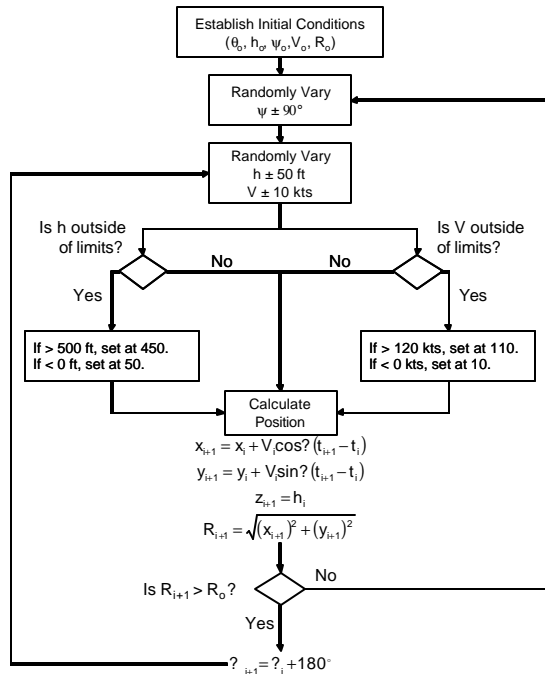 Establish Initial Conditions
(θₒ, hₒ, ψₒ, Vₒ, Rₒ)
Randomly Vary
ψ ± 90°
Randomly Vary
h ± 50 ft
V ± 10 kts
Is h outside
of limits?
Is V outside
of limits?
No
No
Yes
Yes
If > 500 ft, set at 450.
If < 0 ft, set at 50.
If > 120 kts, set at 110.
If < 0 kts, set at 10.
Calculate
Position
xᵢ₊₁ = xᵢ + Vᵢcos? (tᵢ₊₁ − tᵢ)
yᵢ₊₁ = yᵢ + Vᵢsin? (tᵢ₊₁ − tᵢ)
zᵢ₊₁ = hᵢ
Rᵢ₊₁ = √(xᵢ₊₁)² + (yᵢ₊₁)²
Is Rᵢ₊₁ > Rₒ?
No
Yes
? ᵢ₊₁ = ?ᵢ +180°